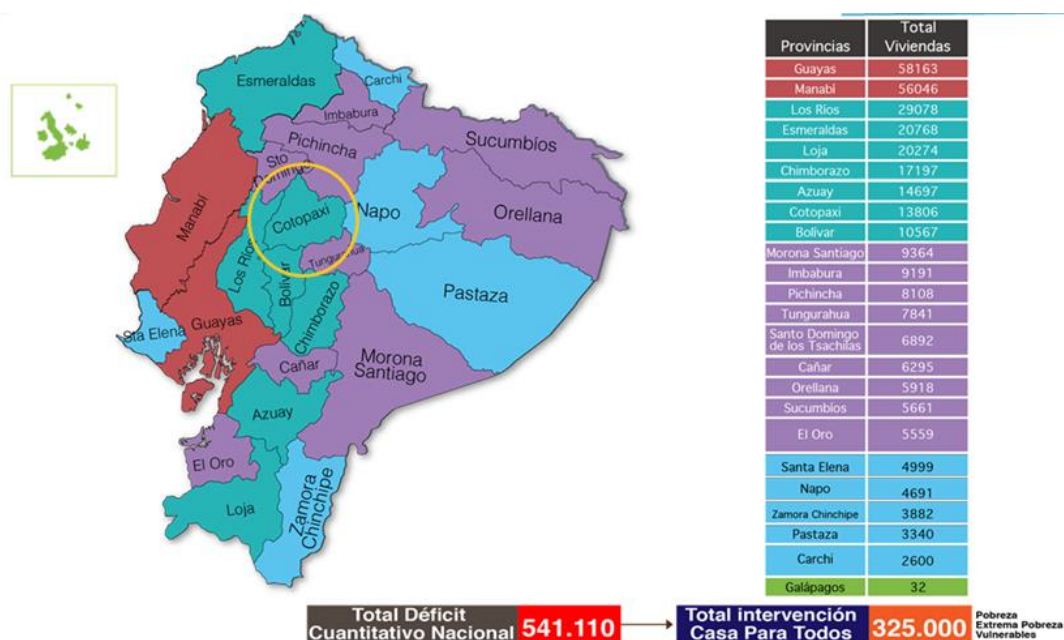 Esmeraldas
Carchi
Imbabura
Pichincha
Sucumbíos
Sto
Domingo
Cotopaxi
Napo
Orellana
Manabí
Los Ríos
Bolívar
Tungurahua
Pastaza
Chimborazo
Sta Elena
Guayas
Morona
Santiago
Cañar
Azuay
El Oro
Loja
Zamora
Chinchipe
Provincias
Total
Viviendas
Guayas 58163
Manabí 56046
Los Ríos 29078
Esmeraldas 20768
Loja 20274
Chimborazo 17197
Azuay 14697
Cotopaxi 13806
Bolívar 10567
Morona Santiago 9364
Imbabura 9191
Pichincha 8108
Tungurahua 7841
Santo Domingo
de los Tsachilas 6892
Cañar 6295
Orellana 5918
Sucumbíos 5661
El Oro 5559
Santa Elena 4999
Napo 4691
Zamora Chinchipe 3882
Pastaza 3340
Carchi 2600
Galápagos 32
Total Déficit
Cuantitativo Nacional 541.110
Total intervención
Casa Para Todos 325.000
Pobreza
Extrema Pobreza
Vulnerables